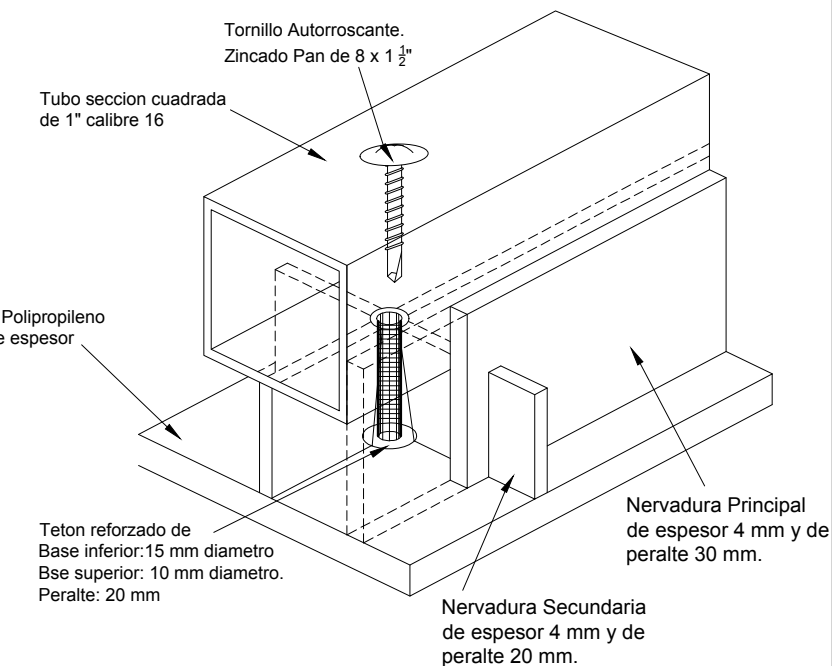 Tornillo Autorroscante.
Zincado Pan de 8 x 1 1/2"
Tubo seccion cuadrada
de 1" calibre 16
Polipropileno
espesor
Teton reforzado de
Base inferior:15 mm diametro
Bse superior: 10 mm diametro.
Peralte: 20 mm
Nervadura Principal
de espesor 4 mm y de
peralte 30 mm.
Nervadura Secundaria
de espesor 4 mm y de
peralte 20 mm.